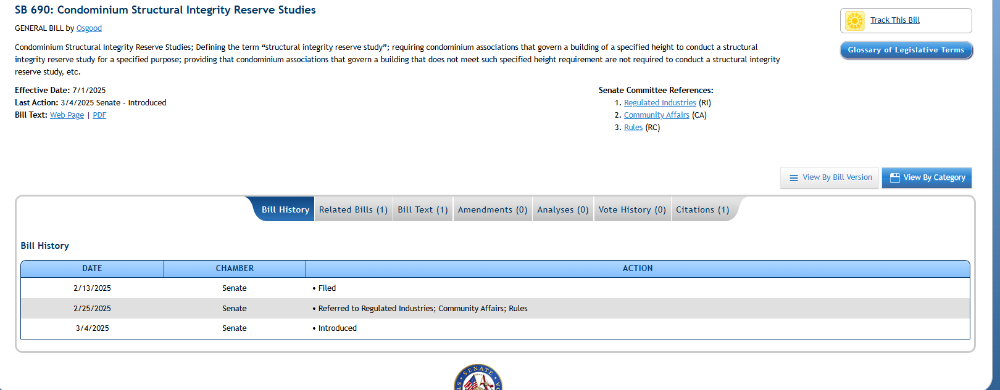 SB 690: Condominium Structural Integrity Reserve Studies
GENERAL BILL by Osgood
Condominium Structural Integrity Reserve Studies; Defining the term “structural integrity reserve study”; requiring condominium associations that govern a building of a specified height to conduct a structural
integrity reserve study for a specified purpose; providing that condominium associations that govern a building that does not meet such specified height requirement are not required to conduct a structural integrity
reserve study, etc.
Effective Date: 7/1/2025
Last Action: 3/4/2025 Senate - Introduced
Bill Text: Web Page | PDF
Senate Committee References:
1. Regulated Industries (RI)
2. Community Affairs (CA)
3. Rules (RC)
Track This Bill
Glossary of Legislative Terms
View By Bill Version
View By Category
Bill History
Related Bills (1)
Bill Text (1)
Amendments (0)
Analyses (0)
Vote History (0)
Citations (1)
Bill History
DATE CHAMBER ACTION
2/13/2025 Senate • Filed
2/25/2025 Senate • Referred to Regulated Industries; Community Affairs; Rules
3/4/2025 Senate • Introduced
SENATE